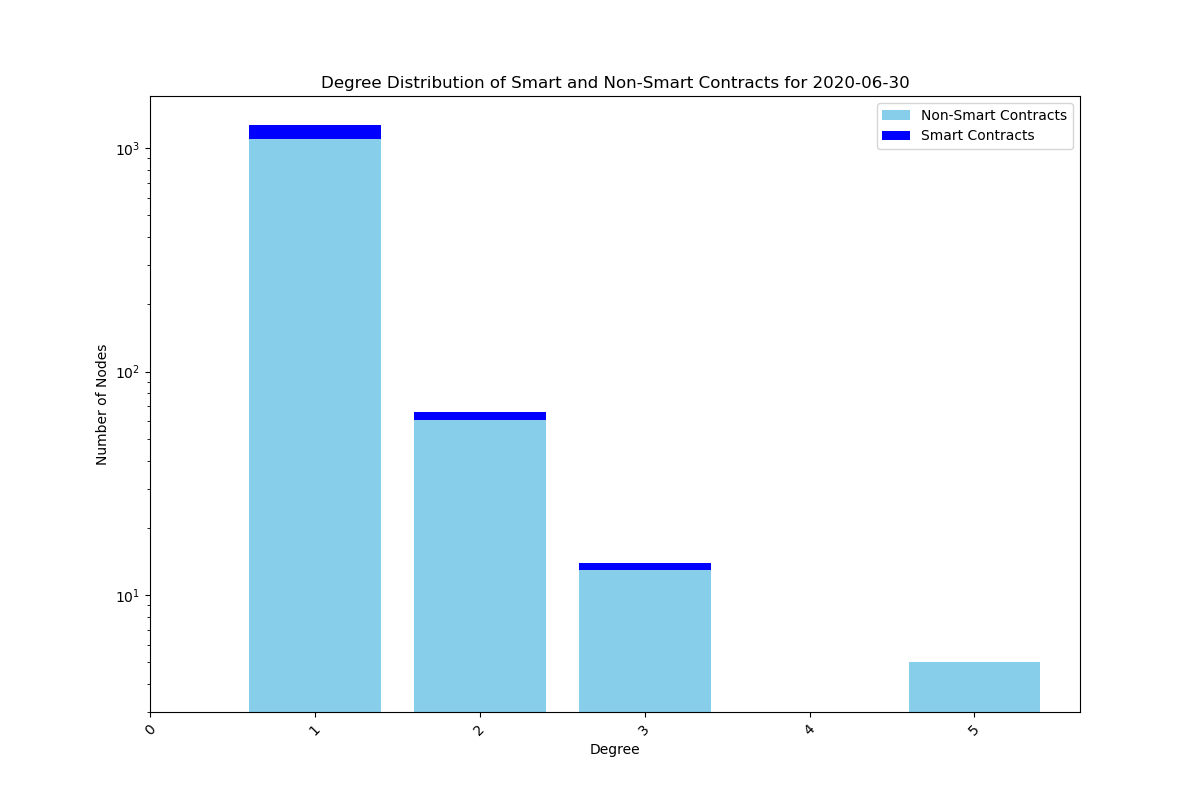 Degree Distribution of Smart and Non-Smart Contracts for 2020-06-30
Non-Smart Contracts
Smart Contracts
Number of Nodes
10³
10²
10¹
0 1 2 3 4 5
Degree